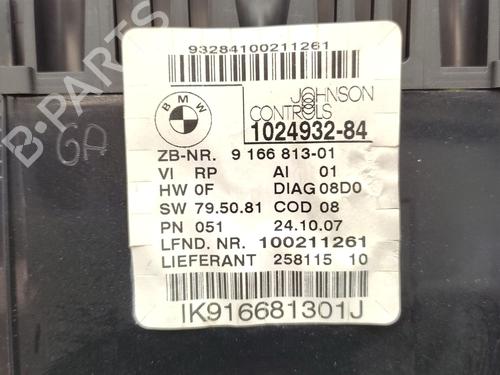 93284100211261
BMW
JOHNSON
CONTROLS
1024932-84
ZB-NR. 9 166 813-01
VI RP AI 01
HW 0F DIAG 08D0
SW 79.50.81 COD 08
PN 051 24.10.07
LFND. NR. 100211261
LIEFERANT 258115 10
IK916681301J
GA
B-PARTS